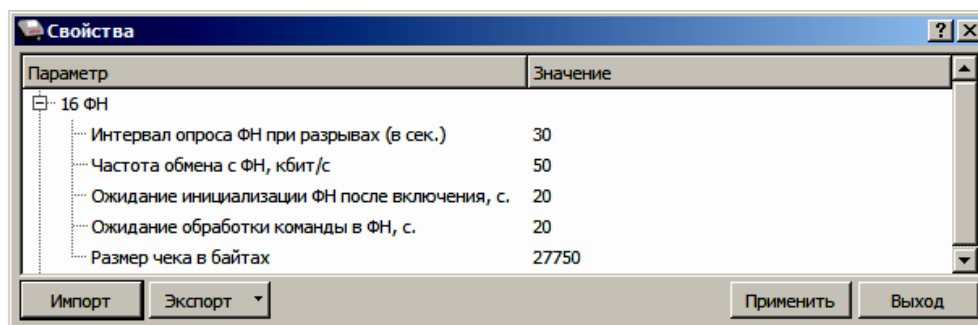 Свойства
Параметр Значение
16 ФН
Интервал опроса ФН при разрывах (в сек.) 30
Частота обмена с ФН, кбит/с 50
Ожидание инициализации ФН после включения, с. 20
Ожидание обработки команды в ФН, с. 20
Размер чека в байтах 27750
Импорт Экспорт Применить Выход